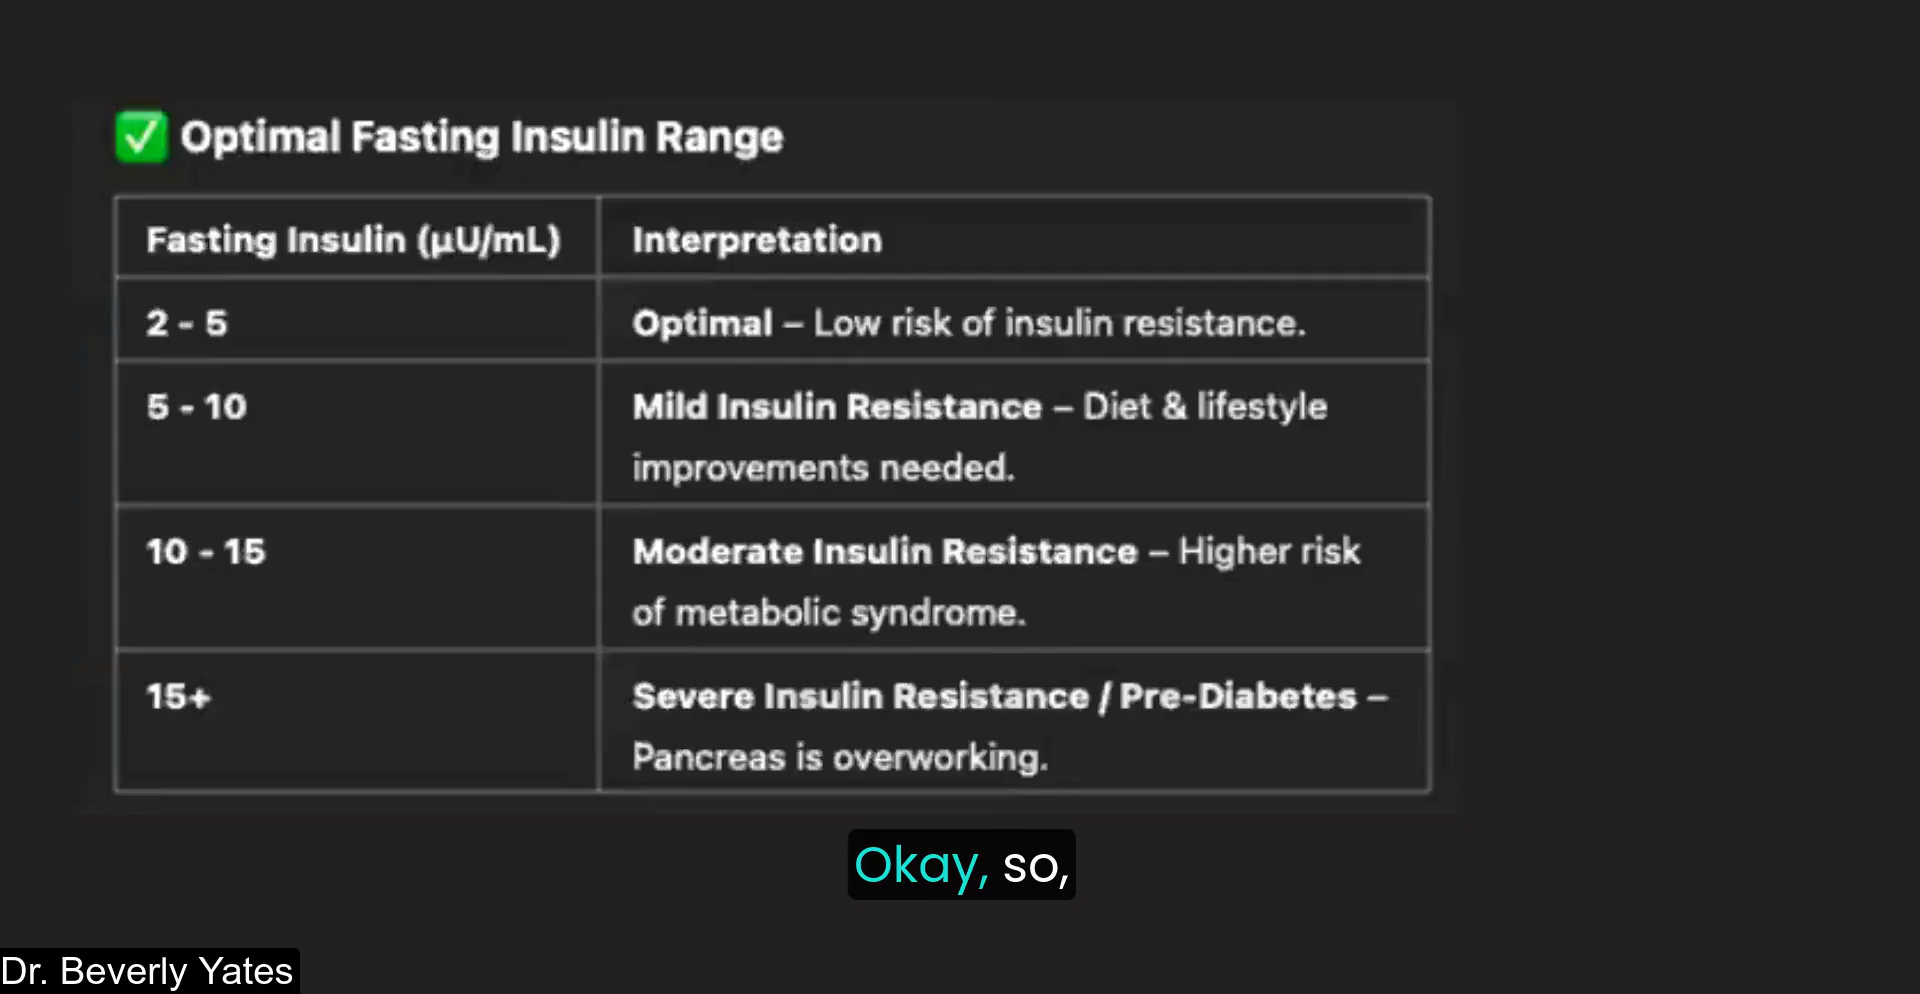 ✅ Optimal Fasting Insulin Range
Fasting Insulin (μU/mL) Interpretation
2 - 5 Optimal – Low risk of insulin resistance.
5 - 10 Mild Insulin Resistance – Diet & lifestyle
improvements needed.
10 - 15 Moderate Insulin Resistance – Higher risk
of metabolic syndrome.
15+ Severe Insulin Resistance / Pre-Diabetes –
Pancreas is overworking.
Okay, so,
Dr. Beverly Yates